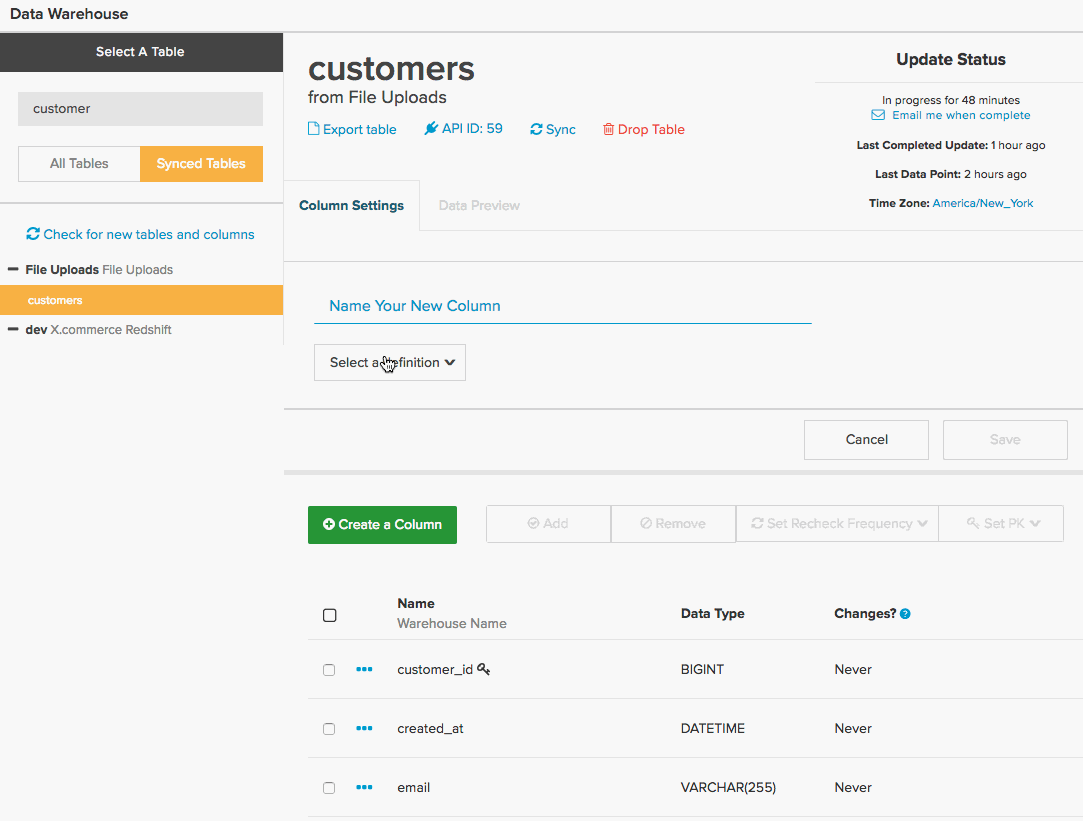 Data Warehouse
Select A Table
customer
All Tables
Synced Tables
Check for new tables and columns
File Uploads File Uploads
customers
dev X.commerce Redshift
customers
from File Uploads
Export table
API ID: 59
Sync
Drop Table
Update Status
In progress for 48 minutes
Email me when complete
Last Completed Update: 1 hour ago
Last Data Point: 2 hours ago
Time Zone: America/New_York
Column Settings
Data Preview
Name Your New Column
Select a definition
Cancel
Save
Create a Column
Add
Remove
Set Recheck Frequency
Set PK
Name
Warehouse Name
Data Type
Changes?
customer_id
BIGINT
Never
created_at
DATETIME
Never
email
VARCHAR(255)
Never